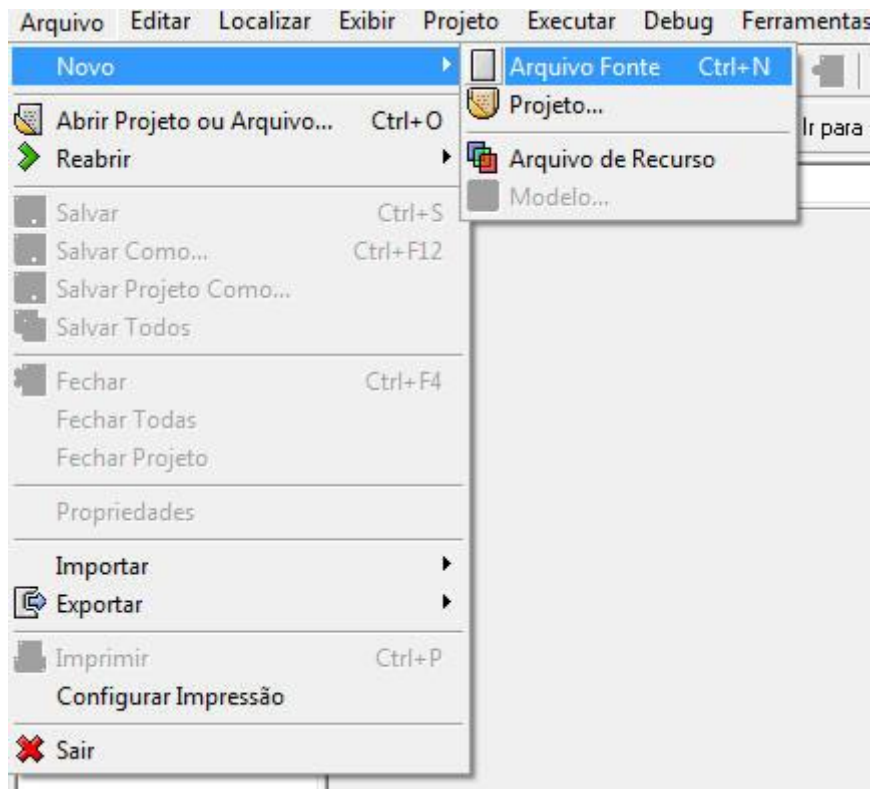 Arquivo Editar Localizar Exibir Projeto Executar Debug Ferramentas
Novo
Arquivo Fonte Ctrl+N
Projeto...
Ir para
Arquivo de Recurso
Modelo...
Abrir Projeto ou Arquivo... Ctrl+O
Reabrir
Salvar Ctrl+S
Salvar Como... Ctrl+F12
Salvar Projeto Como...
Salvar Todos
Fechar Ctrl+F4
Fechar Todas
Fechar Projeto
Propriedades
Importar
Exportar
Imprimir Ctrl+P
Configurar Impressão
Sair